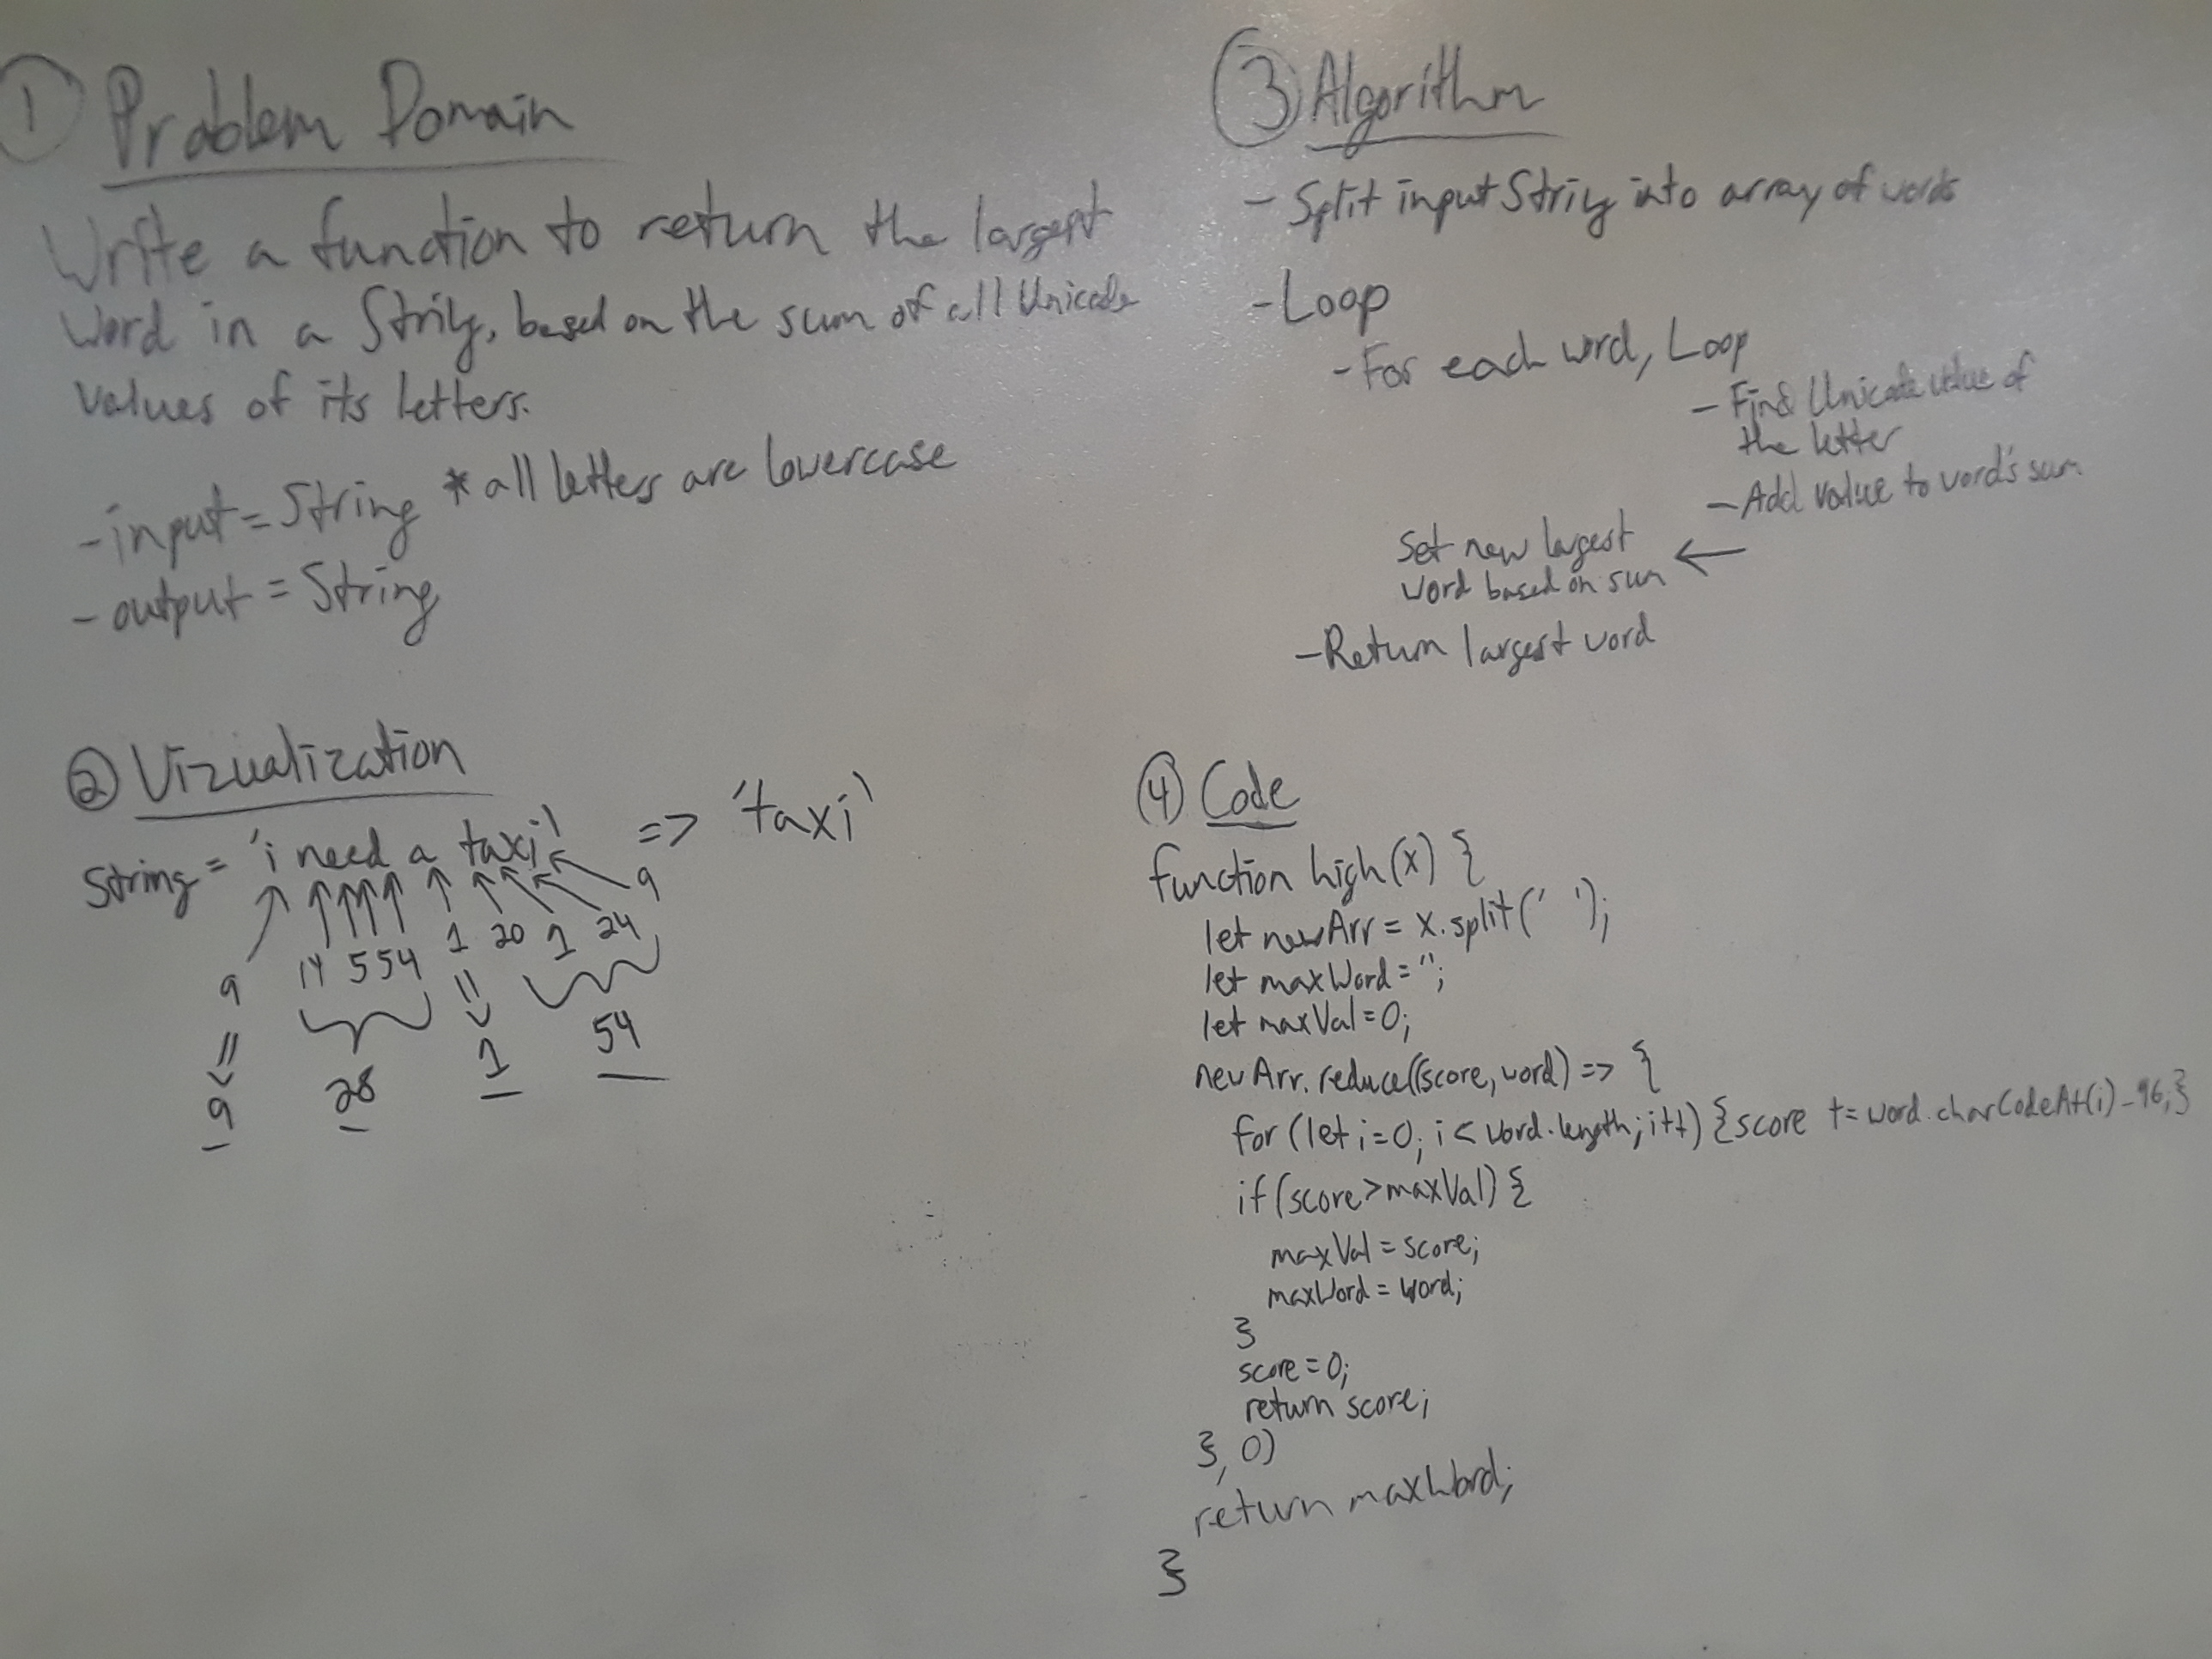 ① Problem Domain
Write a function to return the largest
word in a String, based on the sum of all Unicode
values of its letters.
- input = String * all letters are lowercase
- output = String
② Vizualization
String = 'i need a taxi' => 'taxi'
9
14 5 5 4 1 20 1 24
9
28 1 54
9
③ Algorithm
- Split input String into array of words
- Loop
- For each word, Loop
- Find Unicode value of
the letter
- Add value to word's sum
Set new largest
word based on sum ←
- Return largest word
④ Code
function high(x) {
let newArr = x.split(' ');
let maxWord = '';
let maxVal = 0;
newArr.reduce((score, word) => {
for (let i=0; i < word.length; i++) {score += word.charCodeAt(i) - 96;}
if (score > maxVal) {
maxVal = score;
maxWord = word;
}
score = 0;
return score;
}, 0)
return maxWord;
}